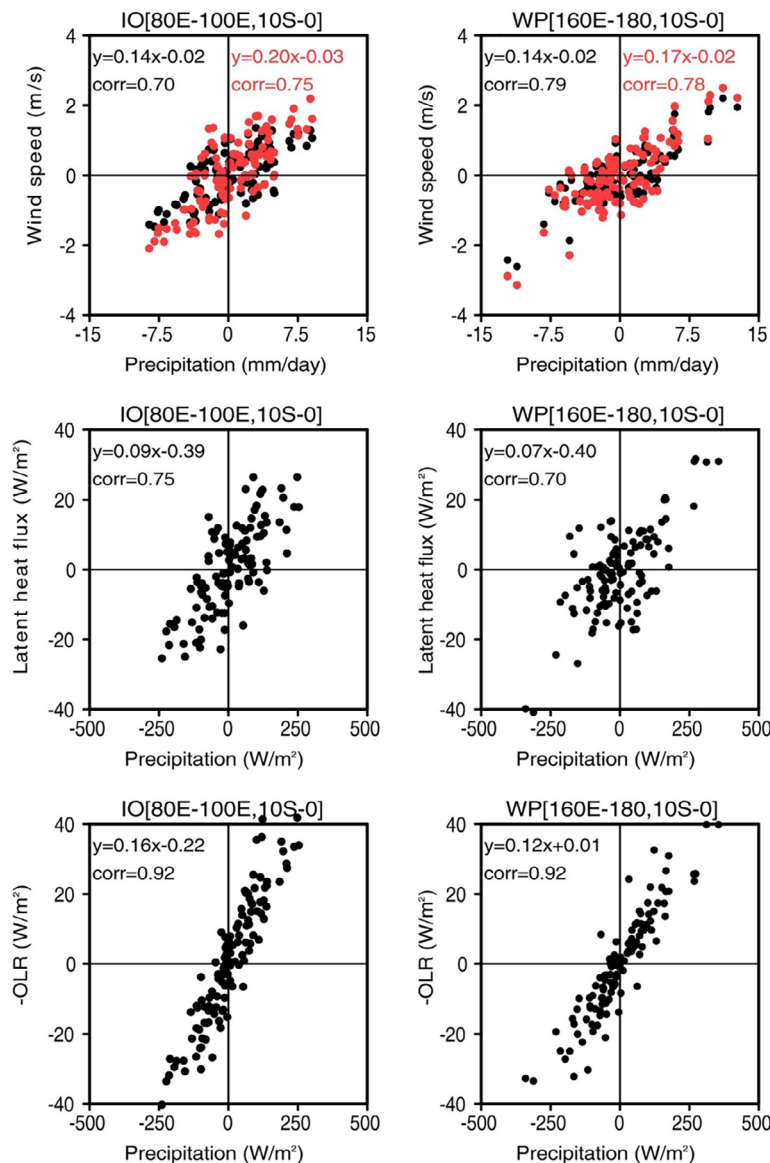 IO[80E-100E,10S-0]
y=0.14x-0.02 y=0.20x-0.03
corr=0.70 corr=0.75
Wind speed (m/s)
4
2
0
-2
-4
-15 -7.5 0 7.5 15
Precipitation (mm/day)
WP[160E-180,10S-0]
y=0.14x-0.02 y=0.17x-0.02
corr=0.79 corr=0.78
Wind speed (m/s)
4
2
0
-2
-4
-15 -7.5 0 7.5 15
Precipitation (mm/day)
IO[80E-100E,10S-0]
y=0.09x-0.39
corr=0.75
Latent heat flux (W/m²)
40
20
0
-20
-40
-500 -250 0 250 500
Precipitation (W/m²)
WP[160E-180,10S-0]
y=0.07x-0.40
corr=0.70
Latent heat flux (W/m²)
40
20
0
-20
-40
-500 -250 0 250 500
Precipitation (W/m²)
IO[80E-100E,10S-0]
y=0.16x-0.22
corr=0.92
-OLR (W/m²)
40
20
0
-20
-40
-500 -250 0 250 500
Precipitation (W/m²)
WP[160E-180,10S-0]
y=0.12x+0.01
corr=0.92
-OLR (W/m²)
40
20
0
-20
-40
-500 -250 0 250 500
Precipitation (W/m²)